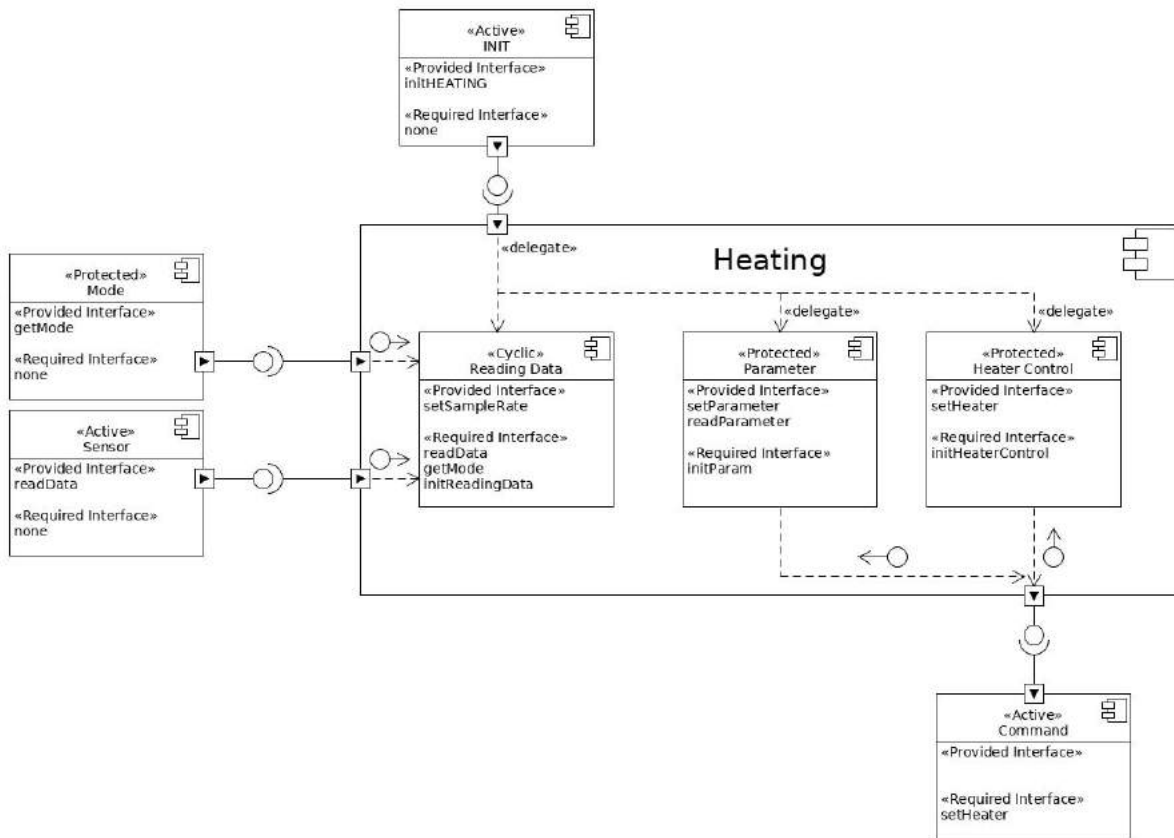 «Active»
INIT
«Provided Interface»
initHEATING
«Required Interface»
none
«delegate»
Heating
«Protected»
Mode
«Provided Interface»
getMode
«Required Interface»
none
«delegate»
«delegate»
«Cyclic»
Reading Data
«Provided Interface»
setSampleRate
«Required Interface»
readData
getMode
initReadingData
«Protected»
Parameter
«Provided Interface»
setParameter
readParameter
«Required Interface»
initParam
«Protected»
Heater Control
«Provided Interface»
setHeater
«Required Interface»
initHeaterControl
«Active»
Sensor
«Provided Interface»
readData
«Required Interface»
none
«Active»
Command
«Provided Interface»
«Required Interface»
setHeater